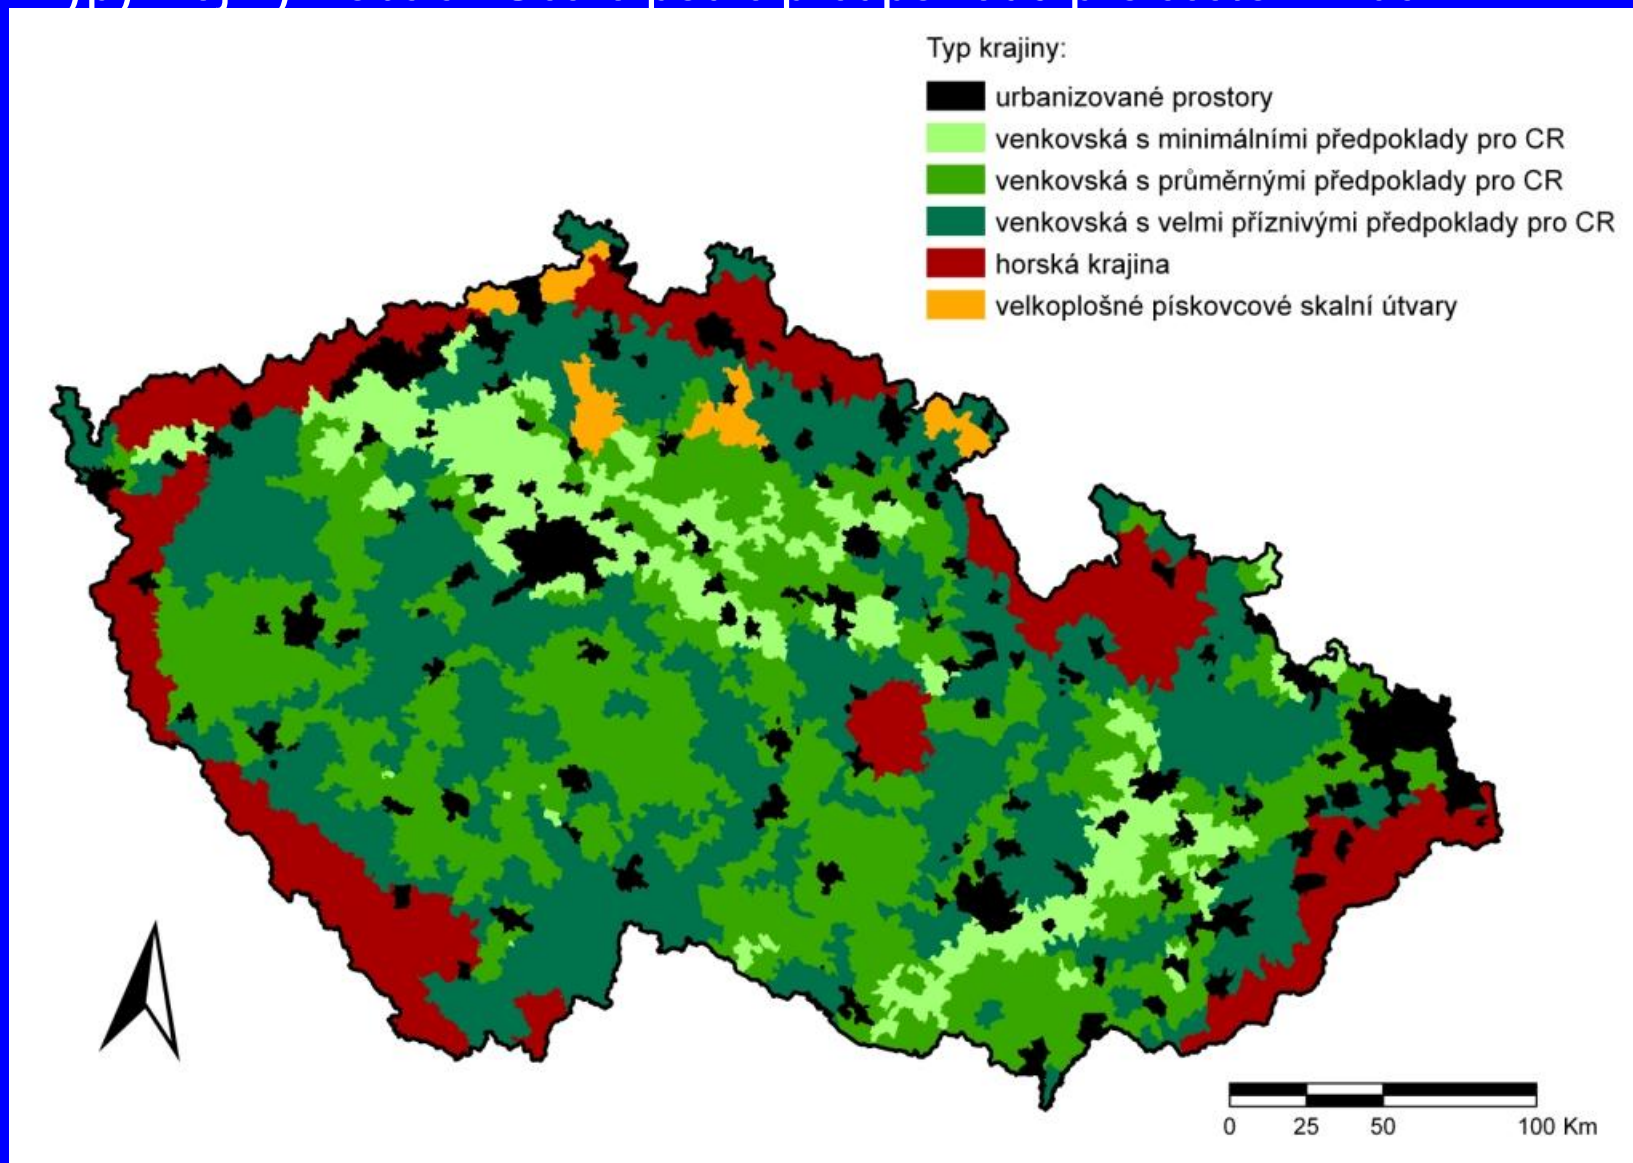 Typ krajiny:
urbanizované prostory
venkovská s minimálními předpoklady pro CR
venkovská s průměrnými předpoklady pro CR
venkovská s velmi příznivými předpoklady pro CR
horská krajina
velkoplošné pískovcové skalní útvary
0 25 50 100 Km